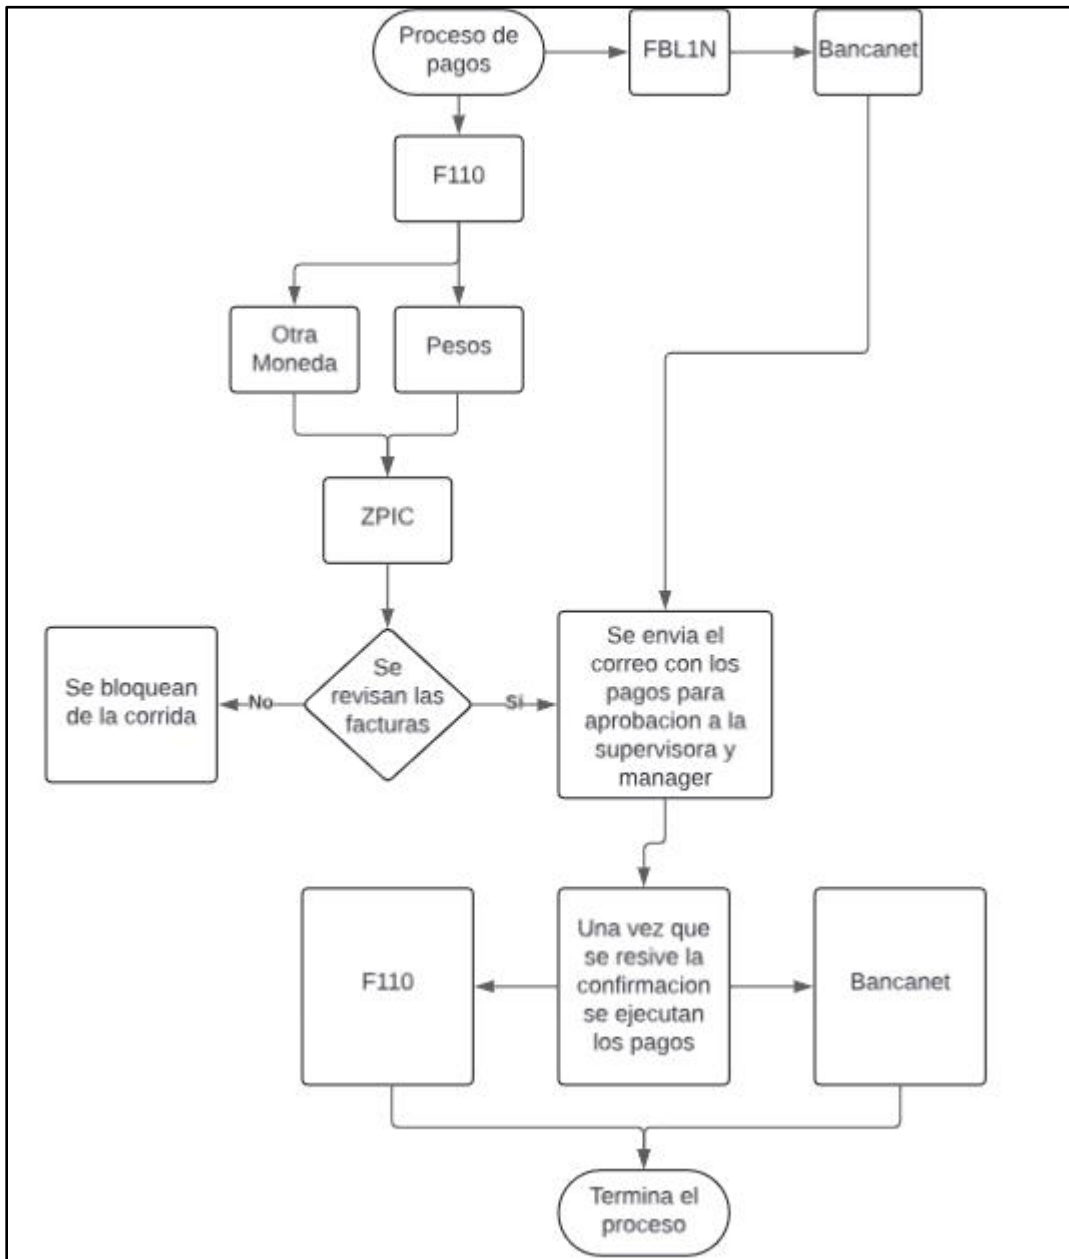 Proceso de
pagos
FBL1N
Bancanet
F110
Otra
Moneda
Pesos
ZPIC
Se bloquean
de la corrida
No
Se
revisan las
facturas
Si
Se envia el
correo con los
pagos para
aprobacion a la
supervisora y
manager
F110
Una vez que
se resive la
confirmacion
se ejecutan
los pagos
Bancanet
Termina el
proceso